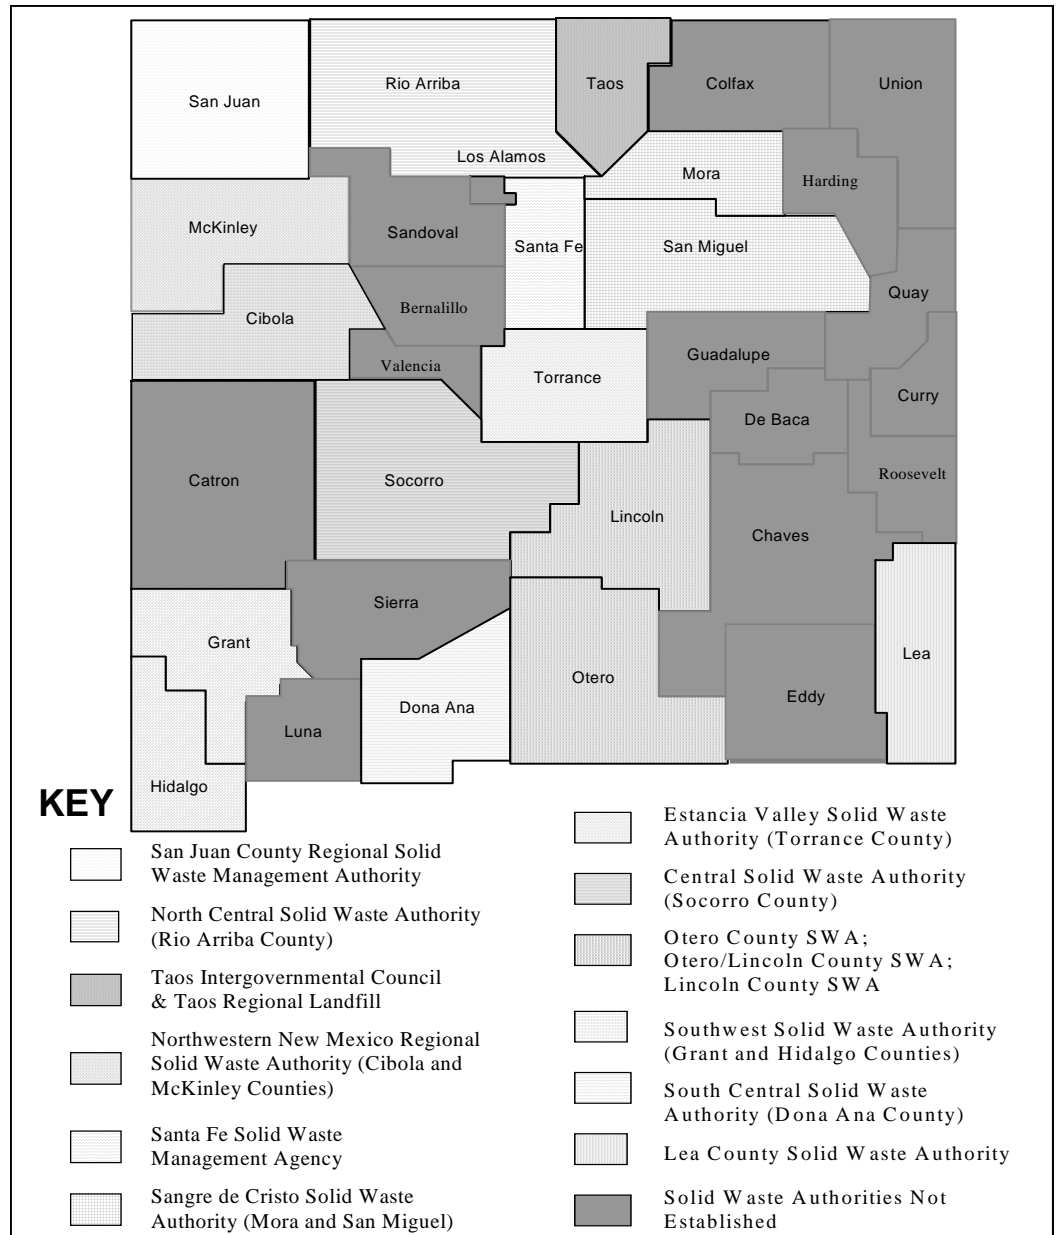 Rio Arriba
Taos
Colfax
Union
San Juan
Los Alamos
Mora
Harding
McKinley
Sandoval
Santa Fe
San Miguel
Quay
Cibola
Bernalillo
Guadalupe
Valencia
Torrance
Curry
De Baca
Catron
Socorro
Roosevelt
Lincoln
Chaves
Sierra
Grant
Lea
Otero
Eddy
Dona Ana
Luna
Hidalgo
KEY
San Juan County Regional Solid
Waste Management Authority
North Central Solid Waste Authority
(Rio Arriba County)
Taos Intergovernmental Council
& Taos Regional Landfill
Northwestern New Mexico Regional
Solid Waste Authority (Cibola and
McKinley Counties)
Santa Fe Solid Waste
Management Agency
Sangre de Cristo Solid Waste
Authority (Mora and San Miguel)
Estancia Valley Solid Waste
Authority (Torrance County)
Central Solid Waste Authority
(Socorro County)
Otero County SWA;
Otero/Lincoln County SWA;
Lincoln County SWA
Southwest Solid Waste Authority
(Grant and Hidalgo Counties)
South Central Solid Waste
Authority (Dona Ana County)
Lea County Solid Waste Authority
Solid Waste Authorities Not
Established